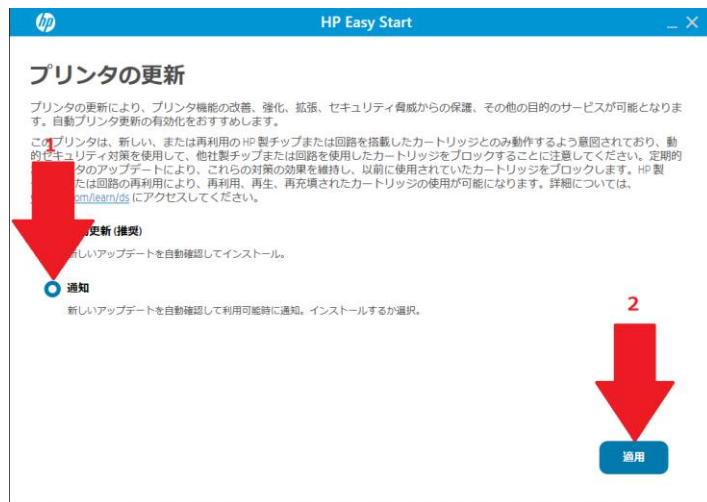 hp
HP Easy Start
プリンタの更新
プリンタの更新により、プリンタ機能の改善、強化、拡張、セキュリティ脅威からの保護、その他の目的のサービスが可能となりま
す。自動プリンタ更新の有効化をおすすめします。
このプリンタは、新しい、または再利用の HP 製チップまたは回路を搭載したカートリッジとのみ動作するよう意図されており、動
的セキュリティ対策を使用して、他社製チップまたは回路を使用したカートリッジをブロックすることに注意してください。定期的
タのアップデートにより、これらの対策の効果を維持し、以前に使用されていたカートリッジをブロックします。HP 製
たは回路の再利用により、再利用、再生、再充填されたカートリッジの使用が可能になります。詳細については、
om/learn/ds にアクセスしてください。
1
更新 (推奨)
しいアップデートを自動確認してインストール。
通知
新しいアップデートを自動確認して利用可能時に通知。インストールするか選択。
2
適用